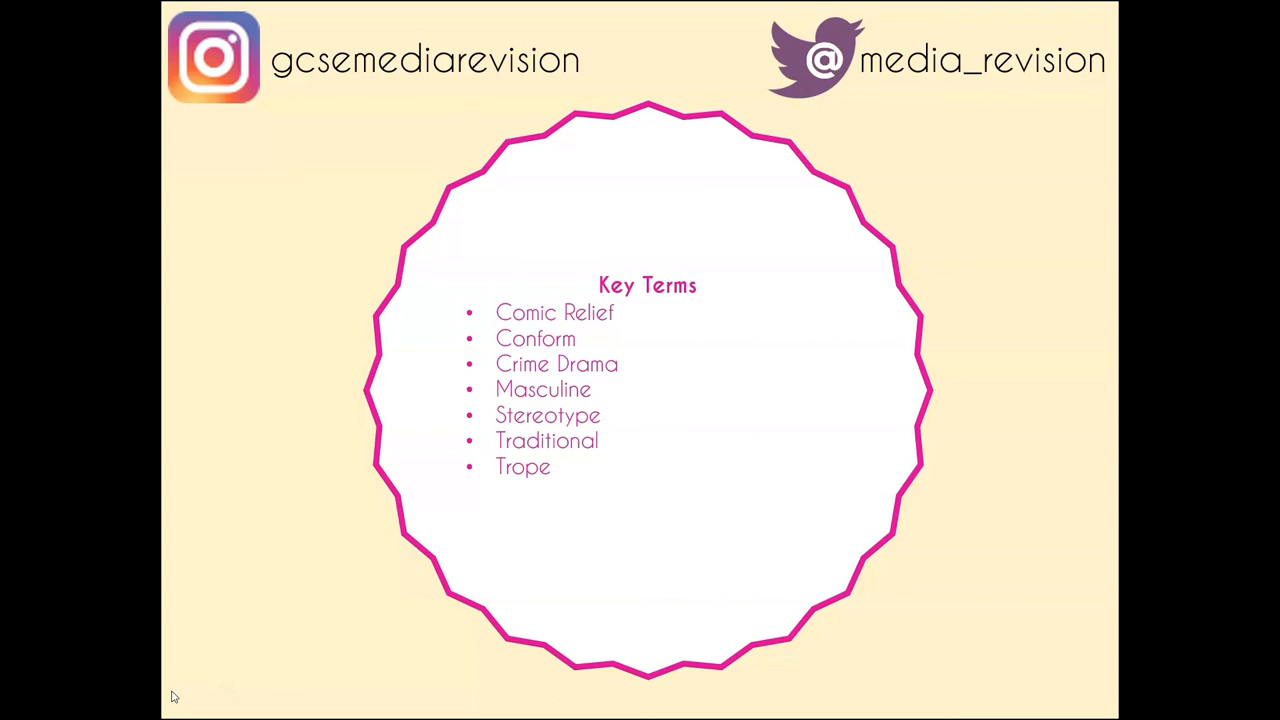 gcsemediarevision
@media_revision
Key Terms
• Comic Relief
• Conform
• Crime Drama
• Masculine
• Stereotype
• Traditional
• Trope